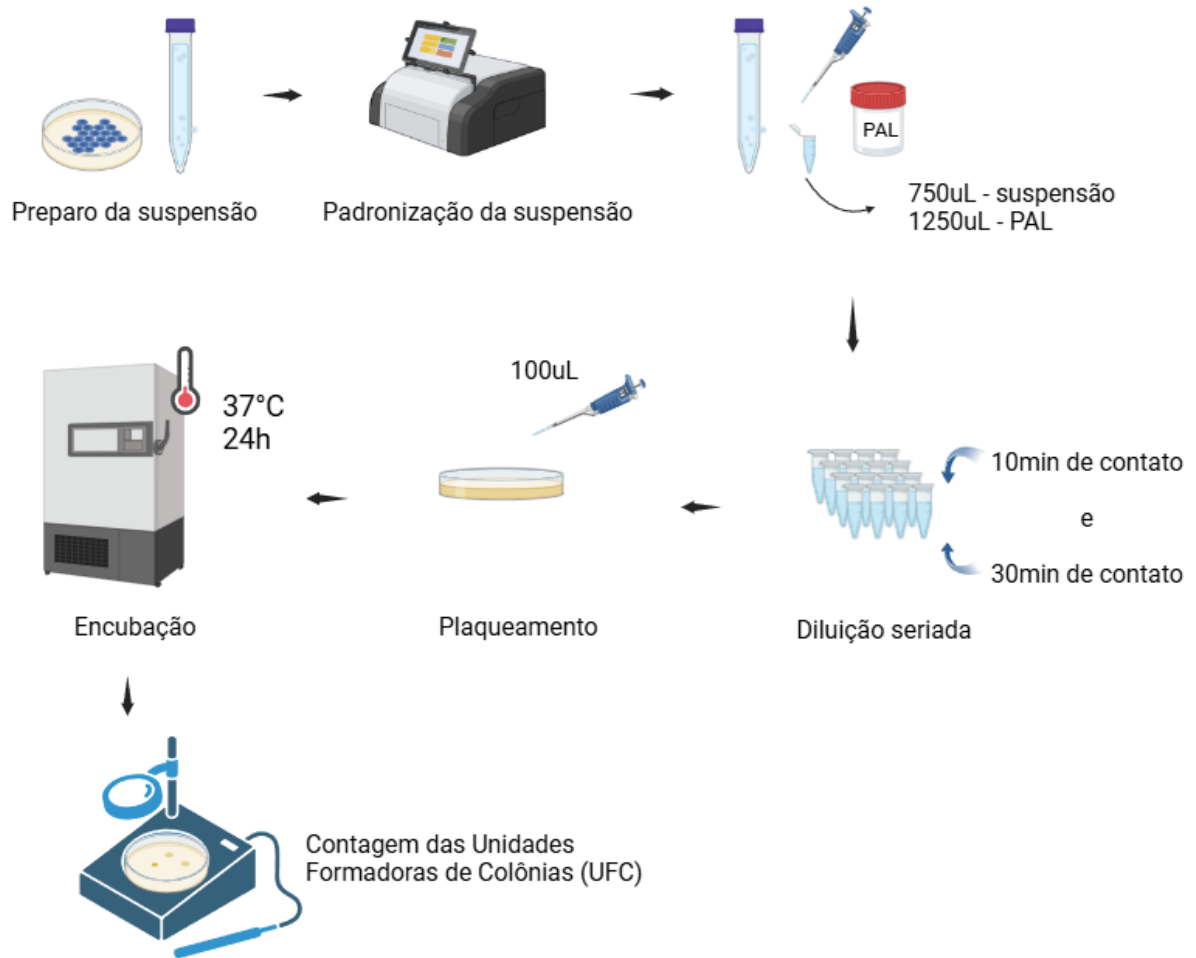 PAL
Preparo da suspensão
Padronização da suspensão
750uL - suspensão
1250uL - PAL
10min de contato
e
30min de contato
Diluição seriada
100uL
Plaqueamento
37°C
24h
Encubação
Contagem das Unidades
Formadoras de Colônias (UFC)